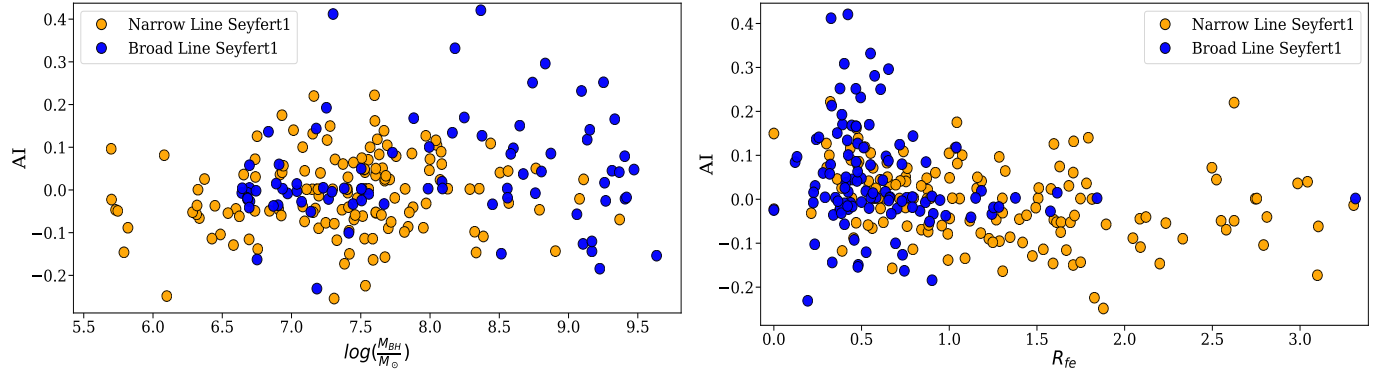 0.4
0.3
0.2
0.1
0.0
−0.1
−0.2
AI
5.5 6.0 6.5 7.0 7.5 8.0 8.5 9.0 9.5
log(M_BH/M_⊙)
Narrow Line Seyfert1
Broad Line Seyfert1
0.4
0.3
0.2
0.1
0.0
−0.1
−0.2
AI
0.0 0.5 1.0 1.5 2.0 2.5 3.0
R_fe
Narrow Line Seyfert1
Broad Line Seyfert1